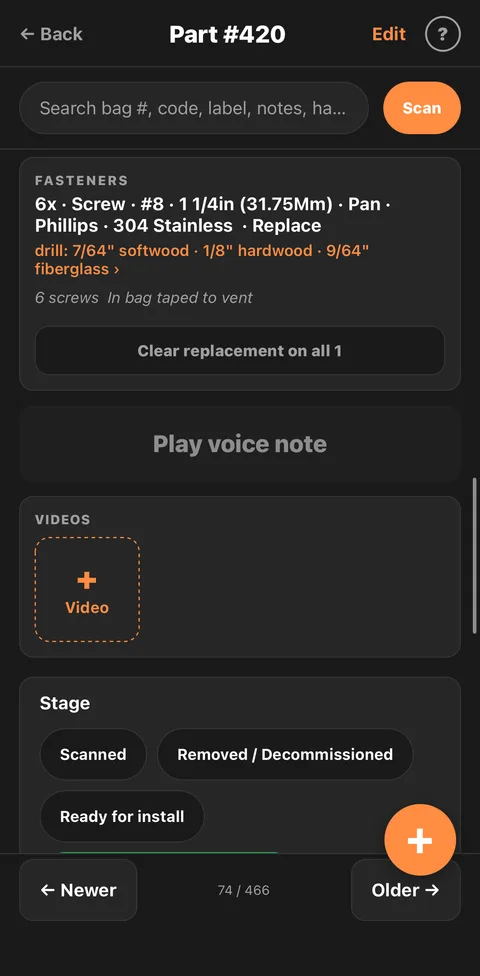 ← Back
Part #420
Edit
?
Search bag #, code, label, notes, ha...
Scan
FASTENERS
6x · Screw · #8 · 1 1/4in (31.75Mm) · Pan ·
Phillips · 304 Stainless · Replace
drill: 7/64" softwood · 1/8" hardwood · 9/64"
fiberglass ›
6 screws In bag taped to vent
Clear replacement on all 1
Play voice note
VIDEOS
+
Video
Stage
Scanned
Removed / Decommissioned
Ready for install
+
← Newer
74 / 466
Older →